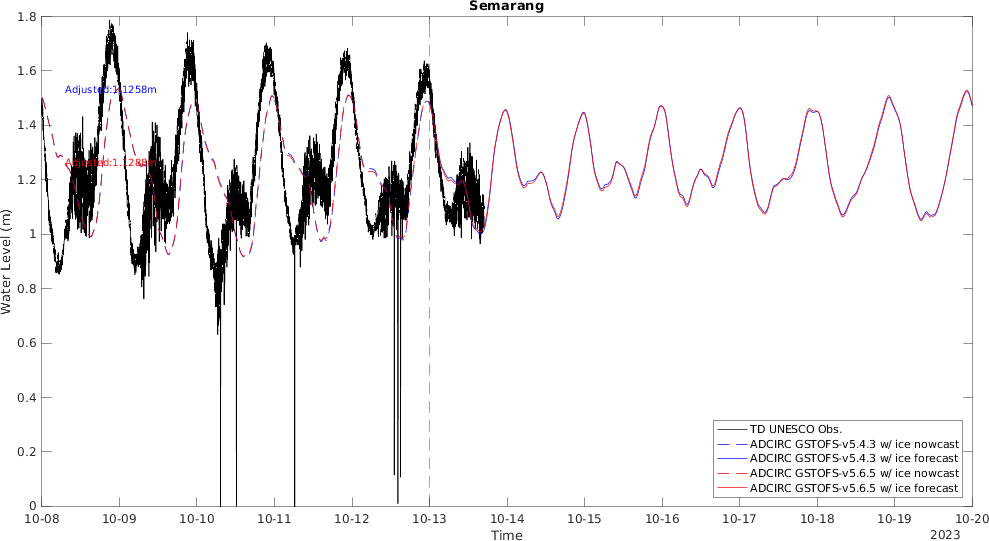 Semarang
1.8
1.6
1.4
1.2
1
0.8
0.6
0.4
0.2
0
Water Level (m)
Adjusted:1.1258m
TD UNESCO Obs.
ADCIRC GSTOFS-v5.4.3 w/ ice nowcast
ADCIRC GSTOFS-v5.4.3 w/ ice forecast
ADCIRC GSTOFS-v5.6.5 w/ ice nowcast
ADCIRC GSTOFS-v5.6.5 w/ ice forecast
10-08 10-09 10-10 10-11 10-12 10-13 10-14 10-15 10-16 10-17 10-18 10-19 10-20
Time
2023